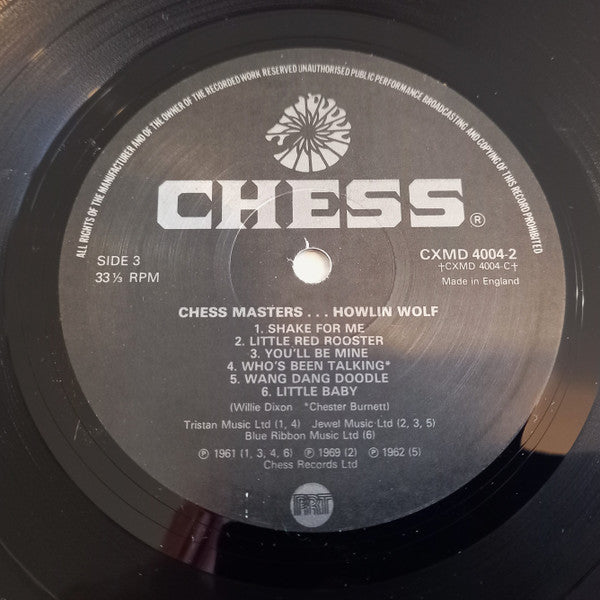 ALL RIGHTS OF THE MANUFACTURER AND OF THE OWNER OF THE RECORDED WORK RESERVED UNAUTHORISED PUBLIC PERFORMANCE BROADCASTING AND COPYING OF THIS RECORD PROHIBITED
CHESS®
SIDE 3
33⅓ RPM
CXMD 4004-2
†CXMD 4004-C†
Made in England
CHESS MASTERS . . . HOWLIN WOLF
1. SHAKE FOR ME
2. LITTLE RED ROOSTER
3. YOU'LL BE MINE
4. WHO'S BEEN TALKING*
5. WANG DANG DOODLE
6. LITTLE BABY
(Willie Dixon *Chester Burnett)
Tristan Music Ltd (1, 4) Jewel Music Ltd (2, 3, 5)
Blue Ribbon Music Ltd (6)
℗ 1961 (1, 3, 4, 6) ℗ 1969 (2) ℗ 1962 (5)
Chess Records Ltd
PRT